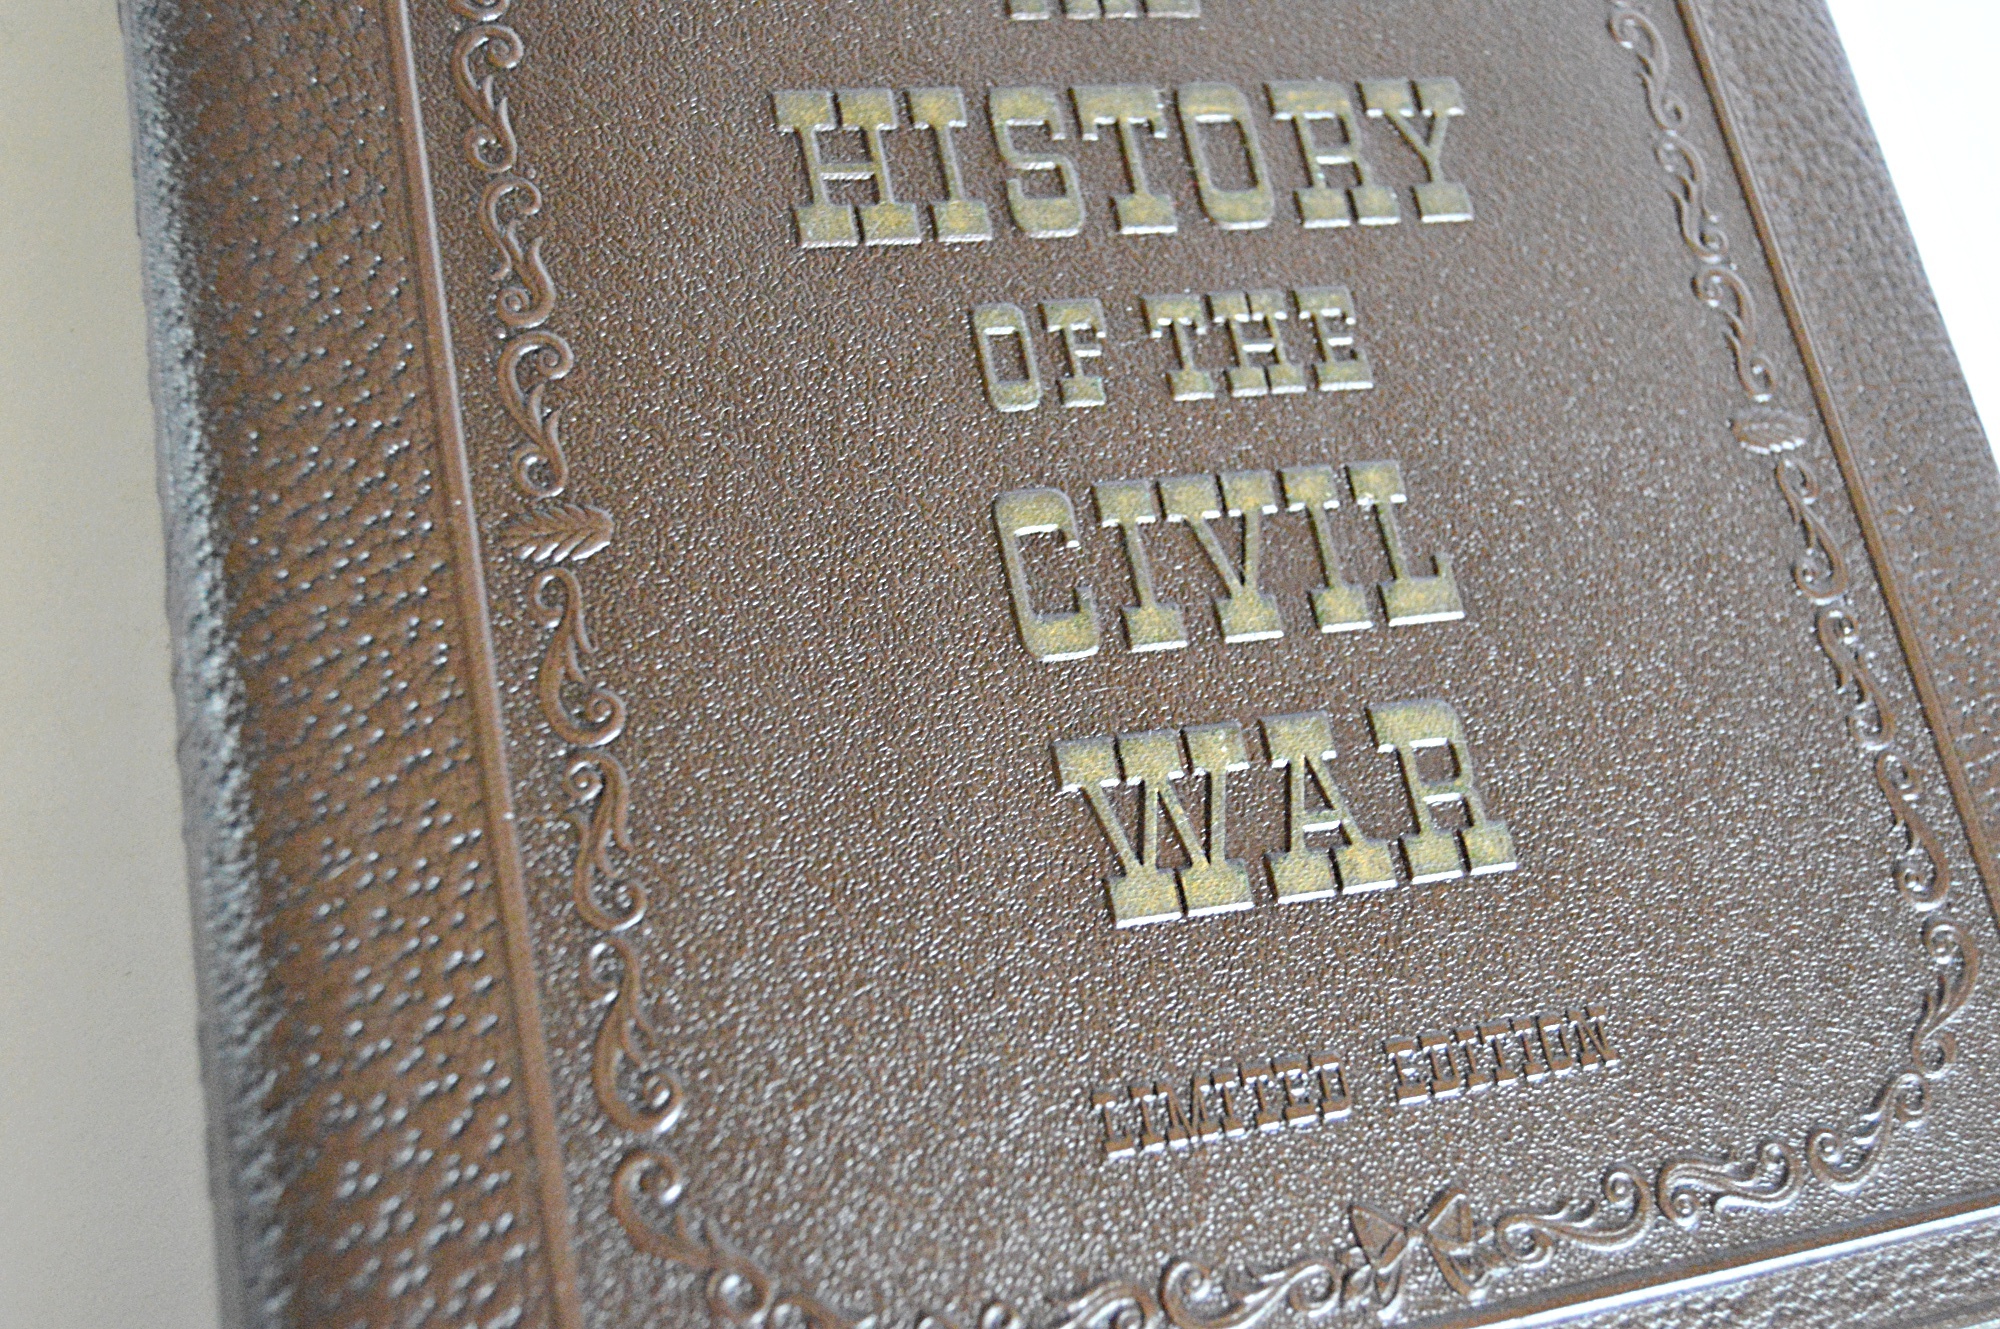 HISTORY
OF THE
CIVIL
WAR
LIMITED EDITION